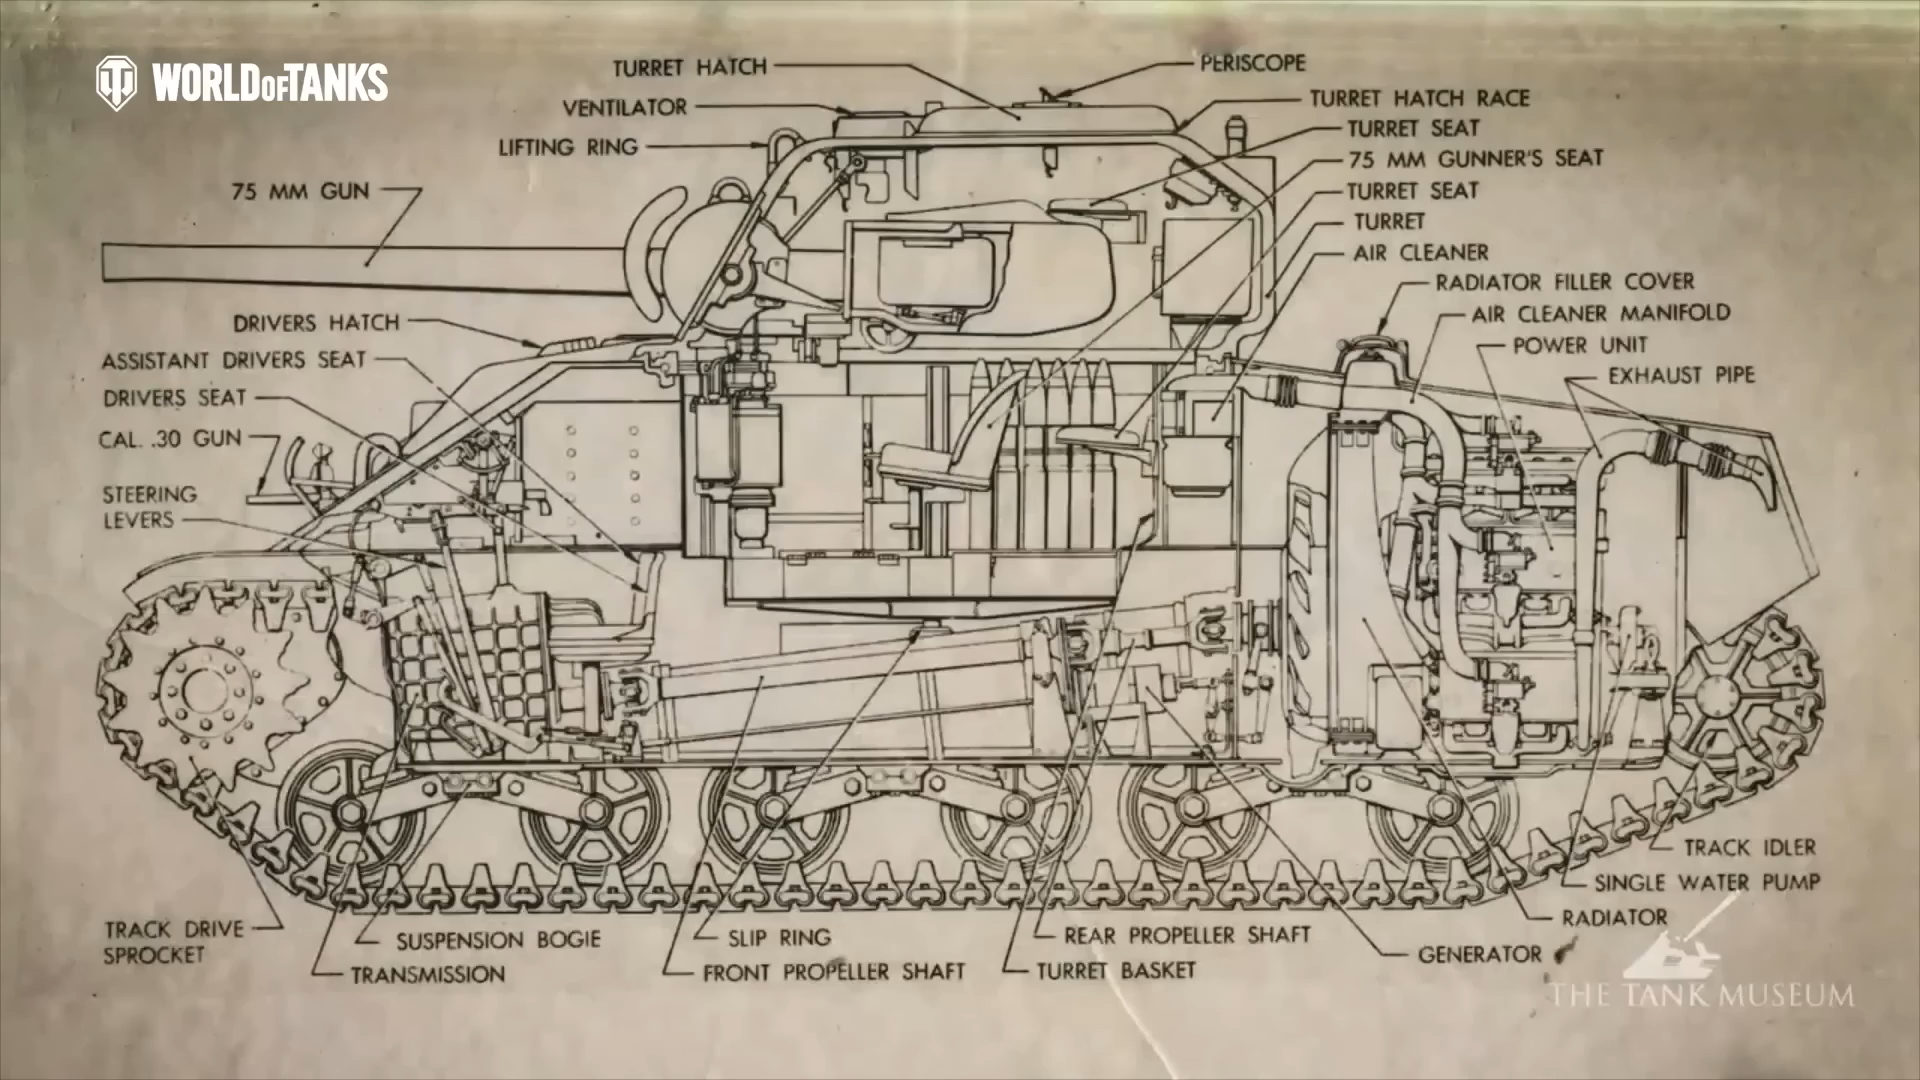 WORLD OF TANKS
TURRET HATCH
PERISCOPE
VENTILATOR
TURRET HATCH RACE
LIFTING RING
TURRET SEAT
75 MM GUNNER'S SEAT
75 MM GUN
TURRET SEAT
TURRET
AIR CLEANER
RADIATOR FILLER COVER
AIR CLEANER MANIFOLD
DRIVERS HATCH
POWER UNIT
ASSISTANT DRIVERS SEAT
EXHAUST PIPE
DRIVERS SEAT
CAL. .30 GUN
STEERING
LEVERS
TRACK IDLER
SINGLE WATER PUMP
RADIATOR
TRACK DRIVE
SPROCKET
SUSPENSION BOGIE
SLIP RING
REAR PROPELLER SHAFT
GENERATOR
TRANSMISSION
FRONT PROPELLER SHAFT
TURRET BASKET
THE TANK MUSEUM